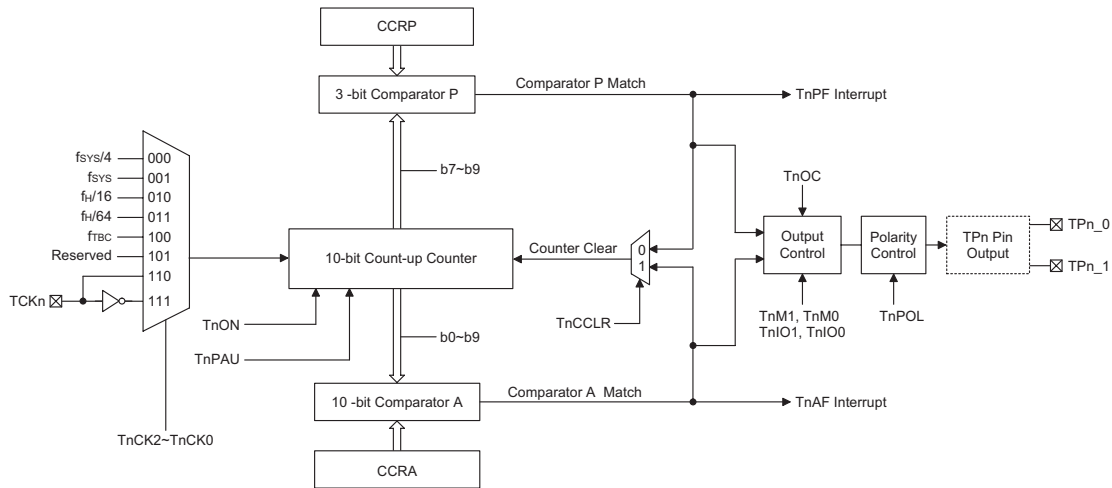 CCRP
3 -bit Comparator P
Comparator P Match
TnPF Interrupt
b7~b9
fSYS/4
000
fSYS
001
fH/16
010
fH/64
011
fTBC
100
Reserved
101
110
TCKn
111
TnCK2~TnCK0
10-bit Count-up Counter
Counter Clear
0
1
TnCCLR
TnON
TnPAU
b0~b9
TnOC
Output
Control
TnM1, TnM0
TnIO1, TnIO0
Polarity
Control
TnPOL
TPn Pin
Output
TPn_0
TPn_1
10 -bit Comparator A
Comparator A Match
TnAF Interrupt
CCRA